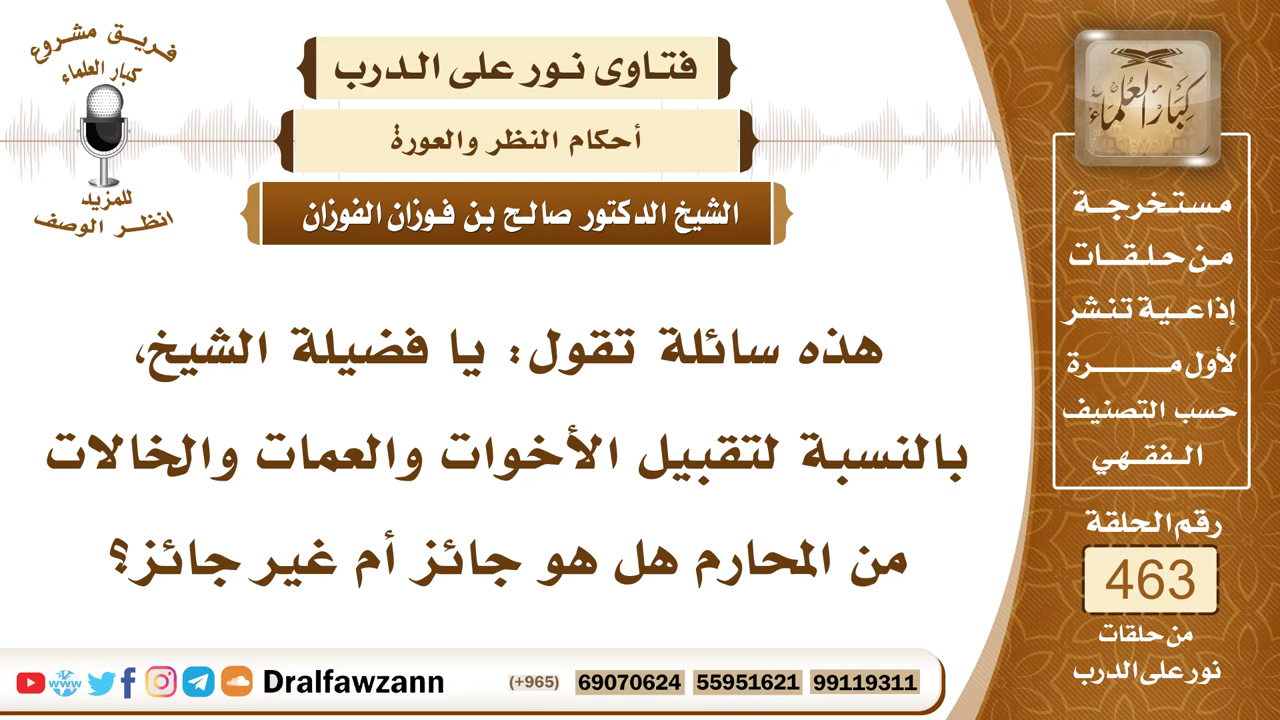 فريق مشروع
كبار العلماء
للمزيد
انظر الوصف
فتاوى نور على الدرب
أحكام النظر والعورة
الشيخ الدكتور صالح بن فوزان الفوزان
هذه سائلة تقول: يا فضيلة الشيخ،
بالنسبة لتقبيل الأخوات والعمات والخالات
من المحارم هل هو جائز أم غير جائز؟
كبار العلماء
مستخرجة
من حلقات
إذاعية تنشر
لأول مرة
حسب التصنيف
الفقهي
رقم الحلقة
463
من حلقات
نور على الدرب
www
Dralfawzann
(+965) 69070624 55951621 99119311